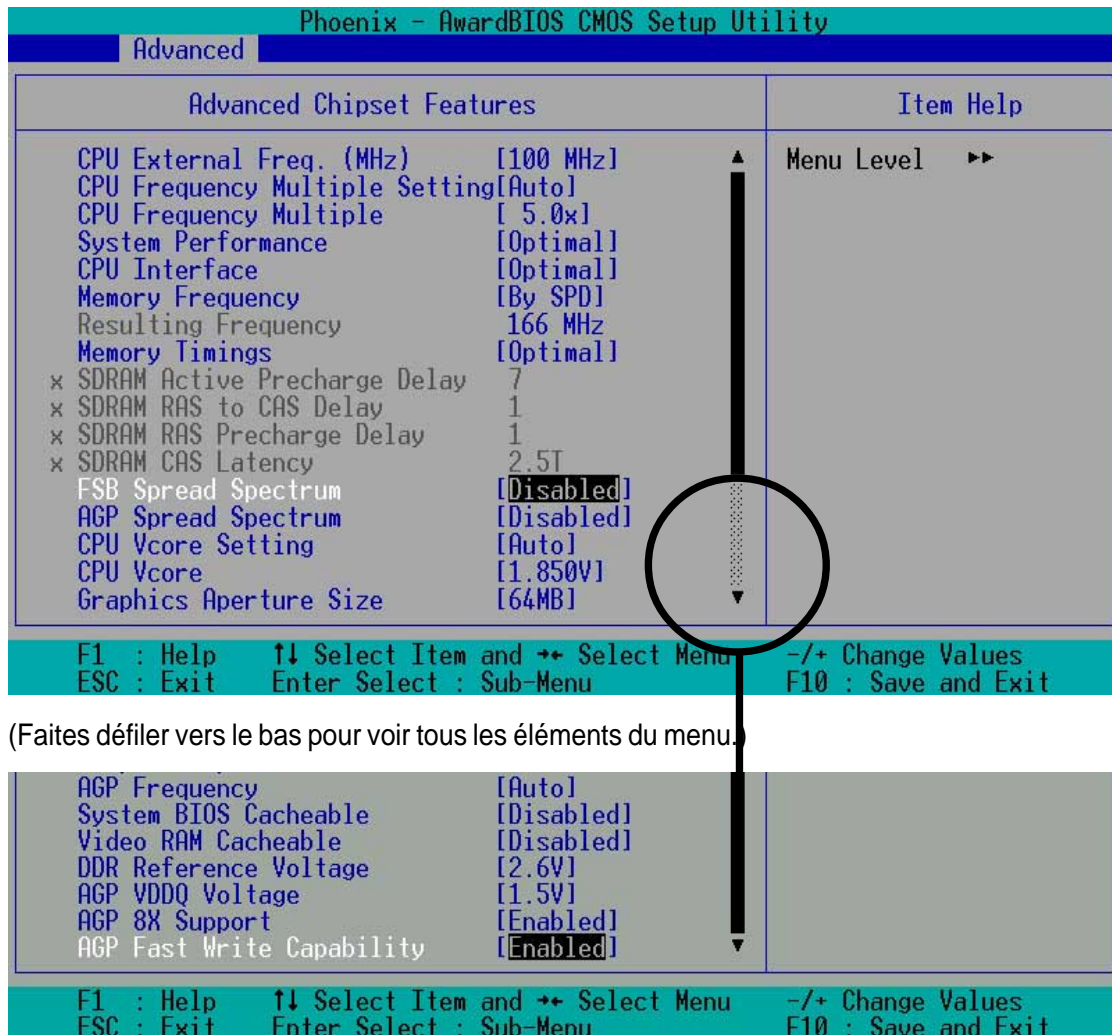 Phoenix - AwardBIOS CMOS Setup Utility
Advanced
Advanced Chipset Features
Item Help
CPU External Freq. (MHz) [100 MHz]
Menu Level ▸▸
CPU Frequency Multiple Setting[Auto]
CPU Frequency Multiple [ 5.0x]
System Performance [Optimal]
CPU Interface [Optimal]
Memory Frequency [By SPD]
Resulting Frequency 166 MHz
Memory Timings [Optimal]
x SDRAM Active Precharge Delay 7
x SDRAM RAS to CAS Delay 1
x SDRAM RAS Precharge Delay 1
x SDRAM CAS Latency 2.5T
FSB Spread Spectrum [Disabled]
AGP Spread Spectrum [Disabled]
CPU Vcore Setting [Auto]
CPU Vcore [1.850V]
Graphics Aperture Size [64MB]
F1 : Help ↑↓ Select Item and →← Select Menu -/+ Change Values
ESC : Exit Enter Select : Sub-Menu F10 : Save and Exit
(Faites défiler vers le bas pour voir tous les éléments du menu.)
AGP Frequency [Auto]
System BIOS Cacheable [Disabled]
Video RAM Cacheable [Disabled]
DDR Reference Voltage [2.6V]
AGP VDDQ Voltage [1.5V]
AGP 8X Support [Enabled]
AGP Fast Write Capability [Enabled]
F1 : Help ↑↓ Select Item and →← Select Menu -/+ Change Values
ESC : Exit Enter Select : Sub-Menu F10 : Save and Exit